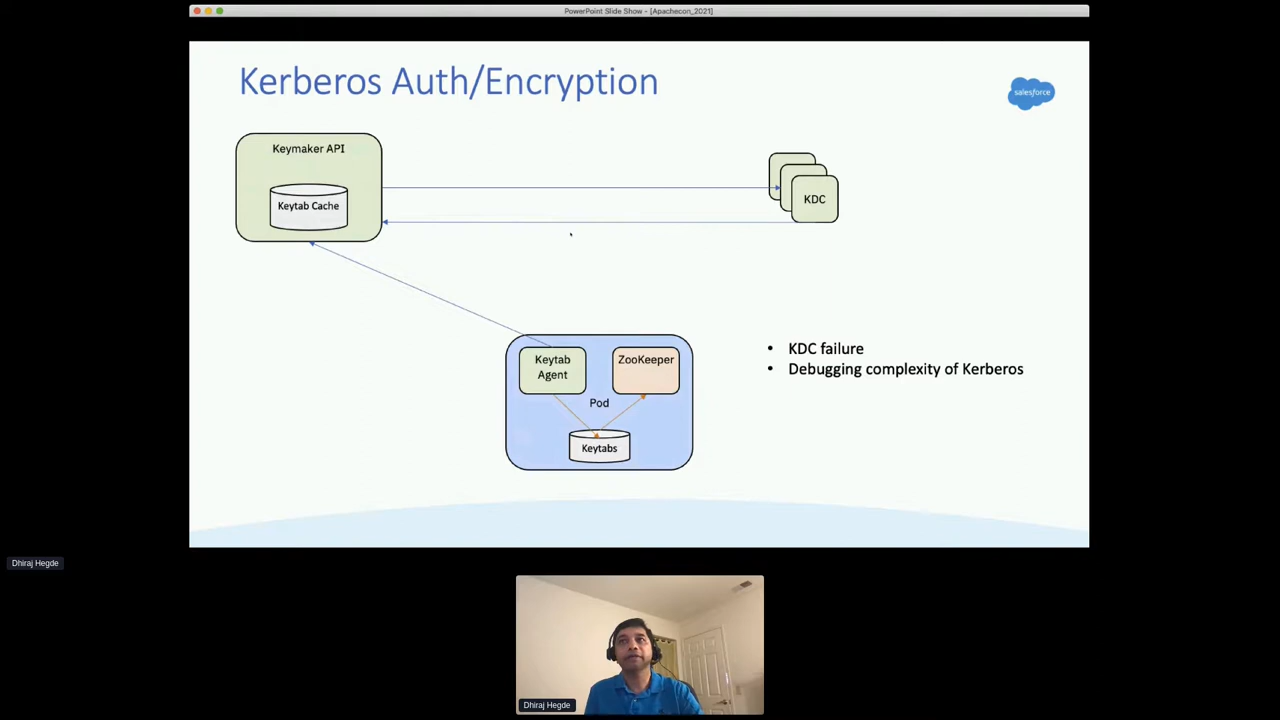 PowerPoint Slide Show - [Apachecon_2021]
Kerberos Auth/Encryption
salesforce
Keymaker API
Keytab Cache
KDC
Keytab
Agent
ZooKeeper
Pod
Keytabs
• KDC failure
• Debugging complexity of Kerberos
Dhiraj Hegde
Dhiraj Hegde